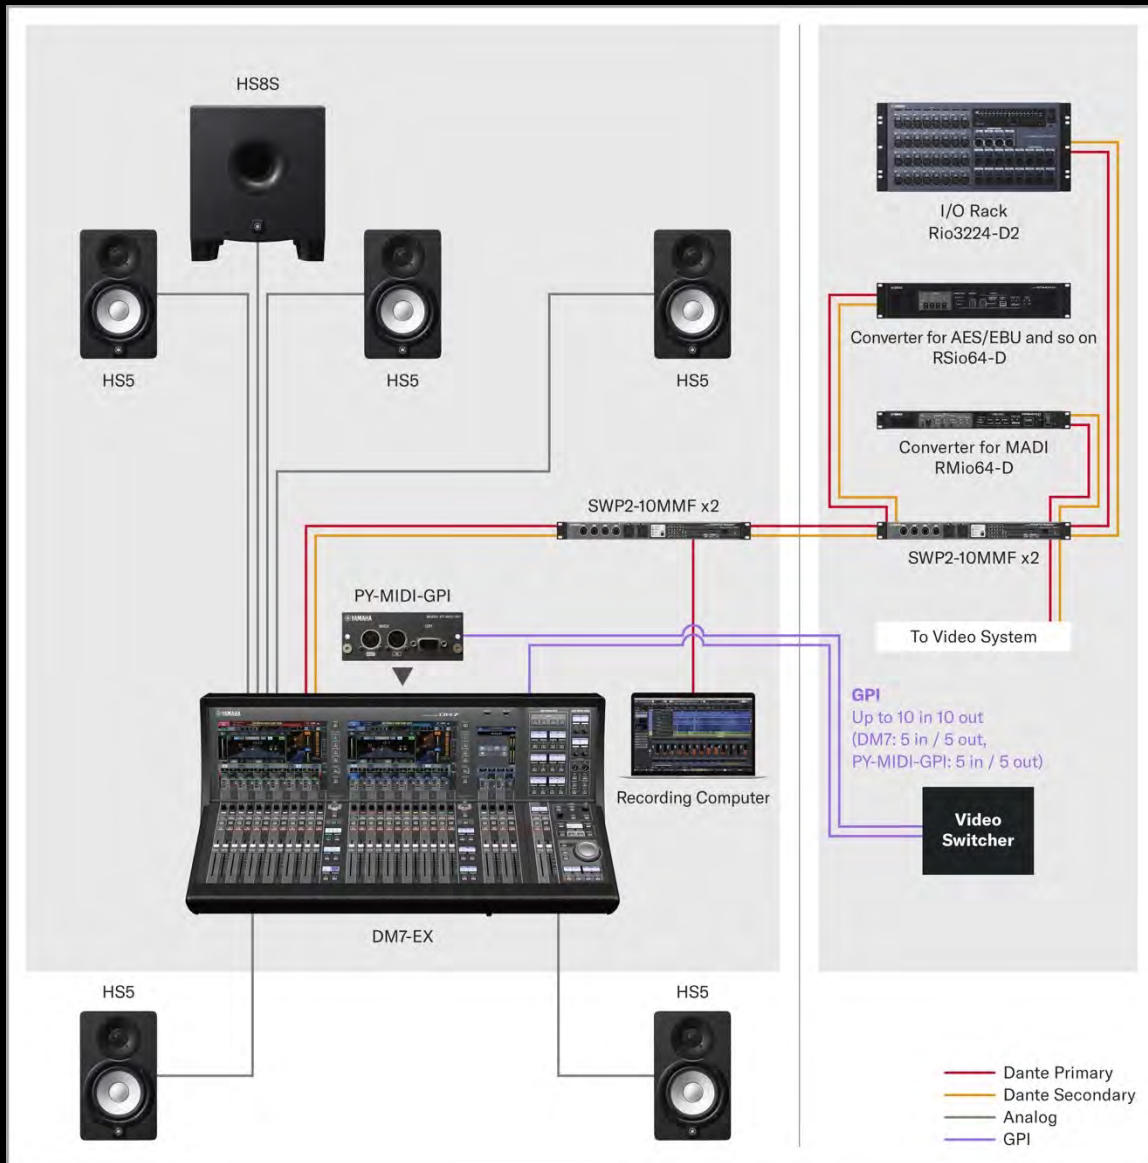 HS8S
HS5
HS5
HS5
I/O Rack
Rio3224-D2
Converter for AES/EBU and so on
RSio64-D
Converter for MADI
RMio64-D
SWP2-10MMF x2
SWP2-10MMF x2
To Video System
PY-MIDI-GPI
YAMAHA
GPI
Up to 10 in 10 out
(DM7: 5 in / 5 out,
PY-MIDI-GPI: 5 in / 5 out)
YAMAHA
Recording Computer
Video
Switcher
DM7-EX
HS5
HS5
Dante Primary
Dante Secondary
Analog
GPI